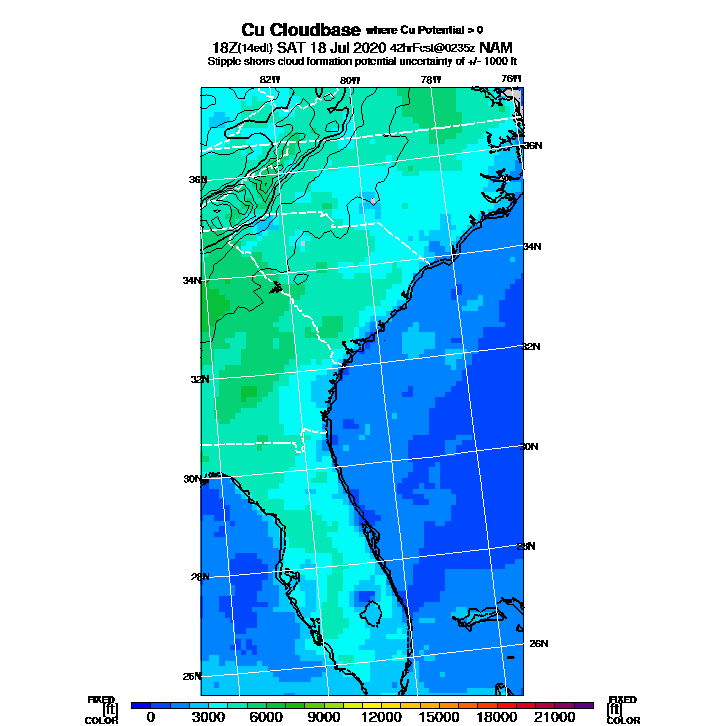 Cu Cloudbase where Cu Potential > 0
18Z(14edt) SAT 18 Jul 2020 42hrFcst@0235z NAM
Stipple shows cloud formation potential uncertainty of +/- 1000 ft
82W 80W 78W 76W
36N
36N
34N
34N
32N
32N
30N
30N
28N
28N
26N
26N
FIXED FIXED
[ft] [ft]
COLOR COLOR
0 3000 6000 9000 12000 15000 18000 21000